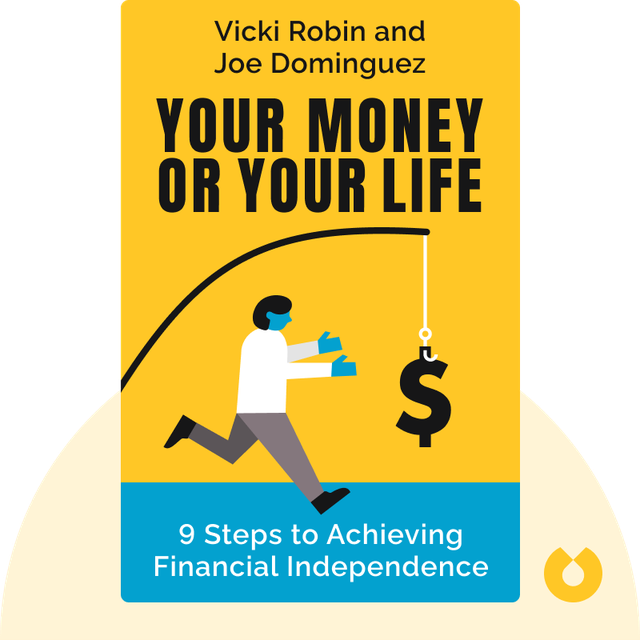 Vicki Robin and
Joe Dominguez
YOUR MONEY
OR YOUR LIFE
$
9 Steps to Achieving
Financial Independence